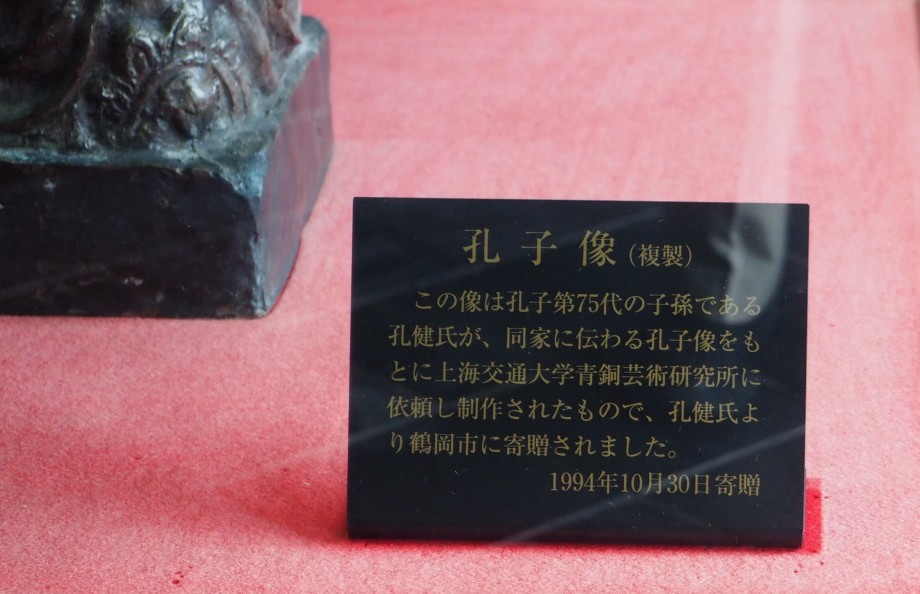 孔子像（複製）
この像は孔子第75代の子孫である
孔健氏が、同家に伝わる孔子像をも
とに上海交通大学青銅芸術研究所に
依頼し制作されたもので、孔健氏よ
り鶴岡市に寄贈されました。
1994年10月30日寄贈